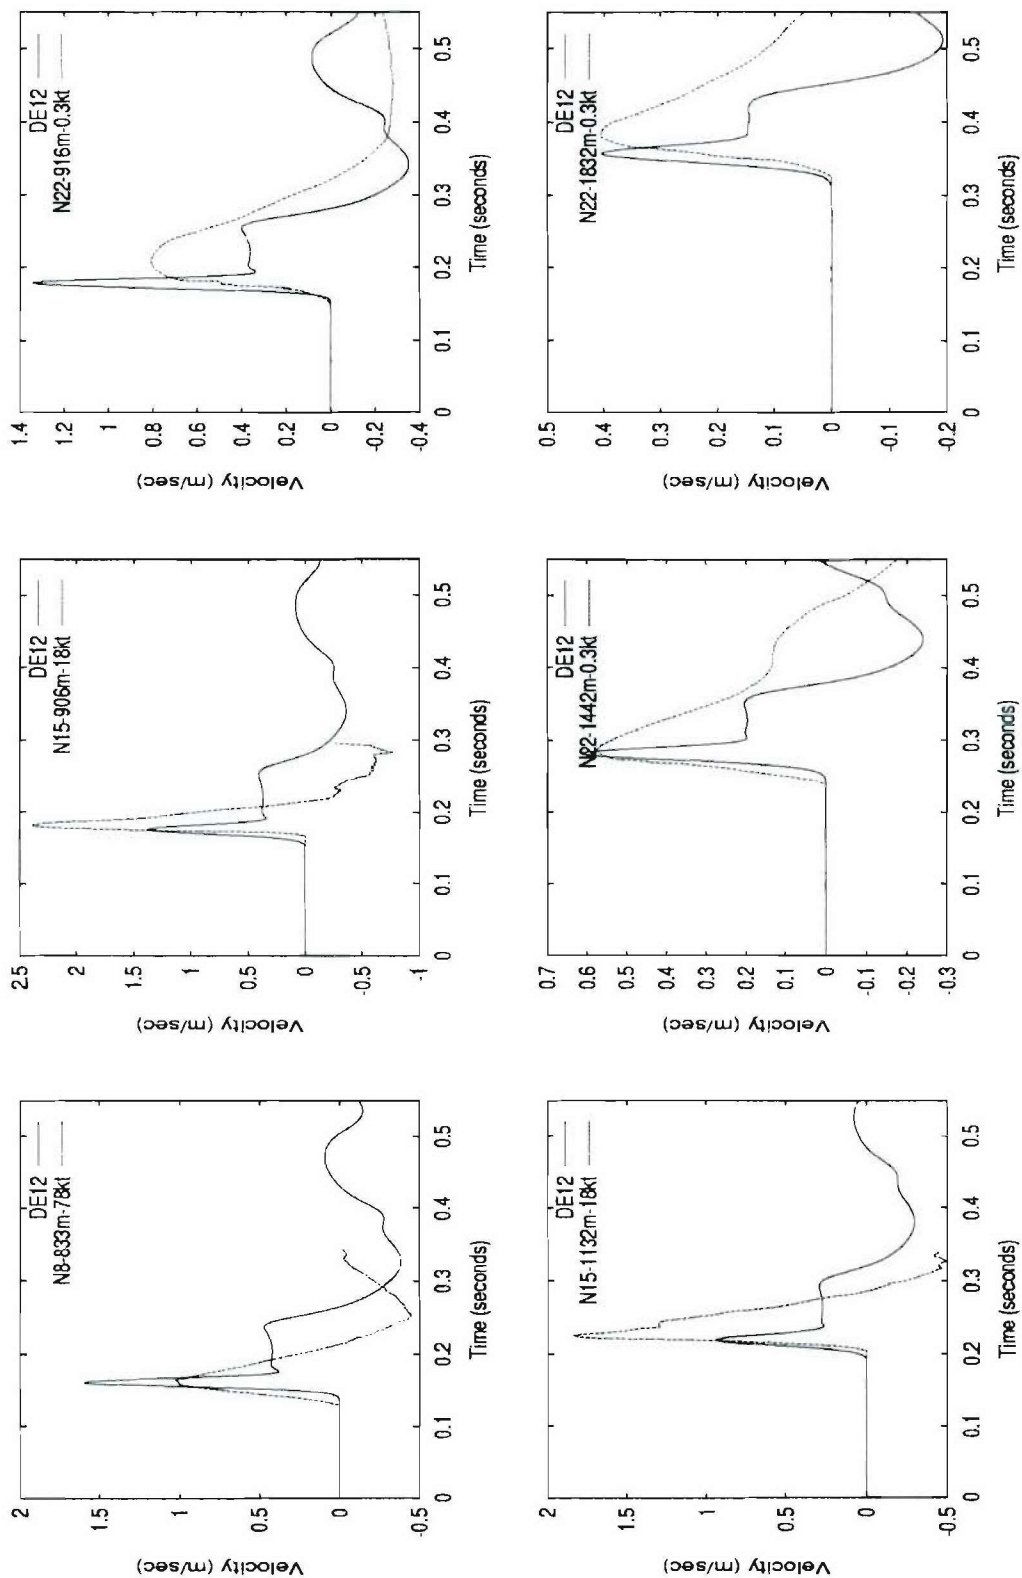 DE12
N8-833m-78kt
2
1.5
1
0.5
0
-0.5
Velocity (m/sec)
0 0.1 0.2 0.3 0.4 0.5
Time (seconds)
DE12
N15-906m-18kt
2.5
2
1.5
1
0.5
0
-0.5
-1
Velocity (m/sec)
0 0.1 0.2 0.3 0.4 0.5
Time (seconds)
DE12
N22-916m-0.3kt
1.4
1.2
1
0.8
0.6
0.4
0.2
0
-0.2
-0.4
Velocity (m/sec)
0 0.1 0.2 0.3 0.4 0.5
Time (seconds)
DE12
N15-1132m-18kt
2
1.5
1
0.5
0
-0.5
Velocity (m/sec)
0 0.1 0.2 0.3 0.4 0.5
Time (seconds)
DE12
N22-1442m-0.3kt
0.7
0.6
0.5
0.4
0.3
0.2
0.1
0
-0.1
-0.2
-0.3
Velocity (m/sec)
0 0.1 0.2 0.3 0.4 0.5
Time (seconds)
DE12
N22-1832m-0.3kt
0.5
0.4
0.3
0.2
0.1
0
-0.1
-0.2
Velocity (m/sec)
0 0.1 0.2 0.3 0.4 0.5
Time (seconds)